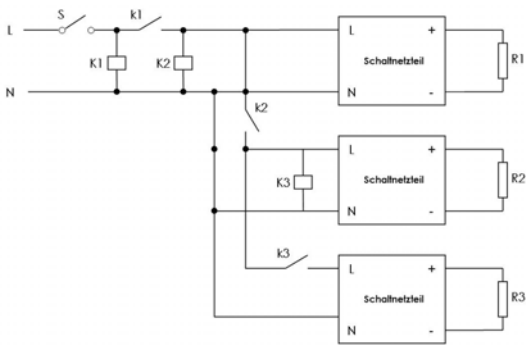 L S k1 L + R1
K1 K2 Schaltnetzteil
N N -
k2
L + R2
K3 Schaltnetzteil
N -
k3 L + R3
Schaltnetzteil
N -